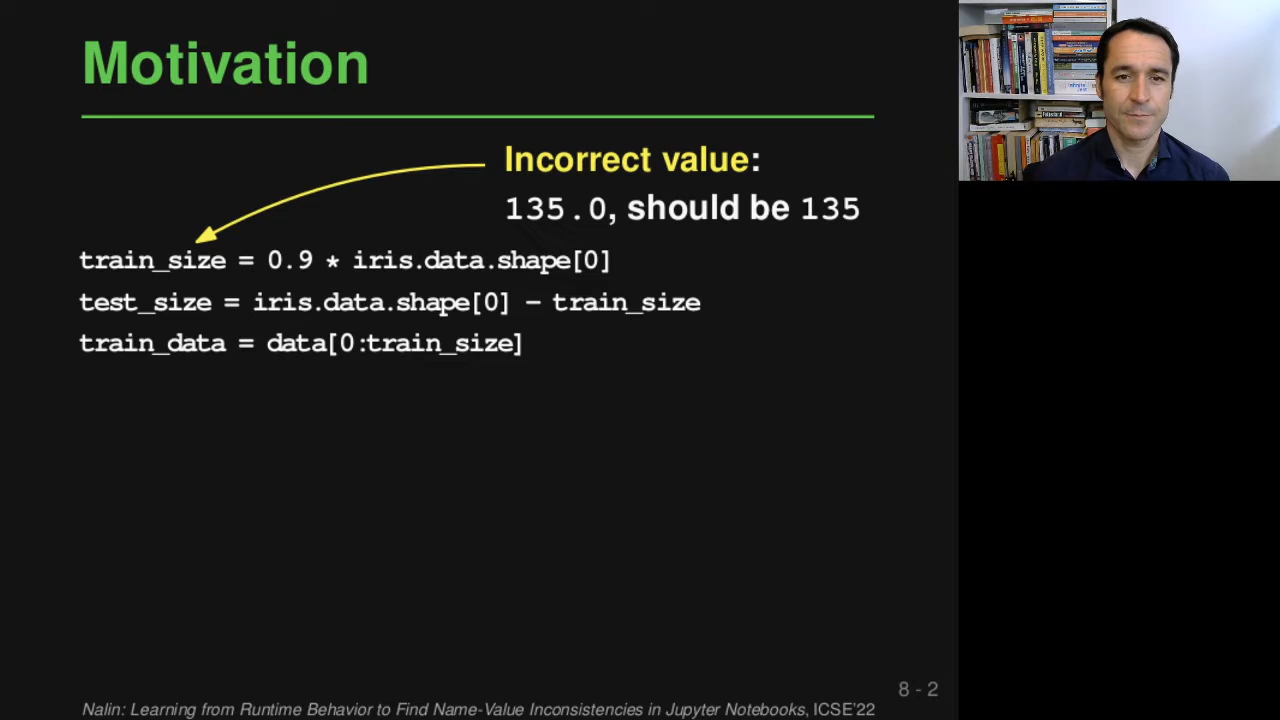 Motivation
Incorrect value:
135.0, should be 135
train_size = 0.9 * iris.data.shape[0]
test_size = iris.data.shape[0] - train_size
train_data = data[0:train_size]
8 - 2
Nalin: Learning from Runtime Behavior to Find Name-Value Inconsistencies in Jupyter Notebooks, ICSE'22